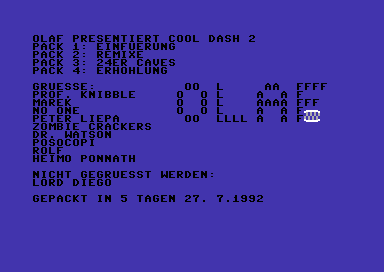 OLAF PRESENTIERT COOL DASH 2
PACK 1: EINFUERUNG
PACK 2: REMIXE
PACK 3: 24ER CAVES
PACK 4: ERHOHLUNG
GRUESSE:           OO  L     AA  FFFF
PROF. KNIBBLE     O  O L    A  A F
MAREK             O  O L    AAAA FFF
NO ONE            O  O L    A  A F
PETER LIEPA        OO  LLLL A  A F
ZOMBIE CRACKERS
DR. WATSON
POSOCOPI
ROLF
HEIMO PONNATH
NICHT GEGRUESST WERDEN:
LORD DIEGO
GEPACKT IN 5 TAGEN 27. 7.1992